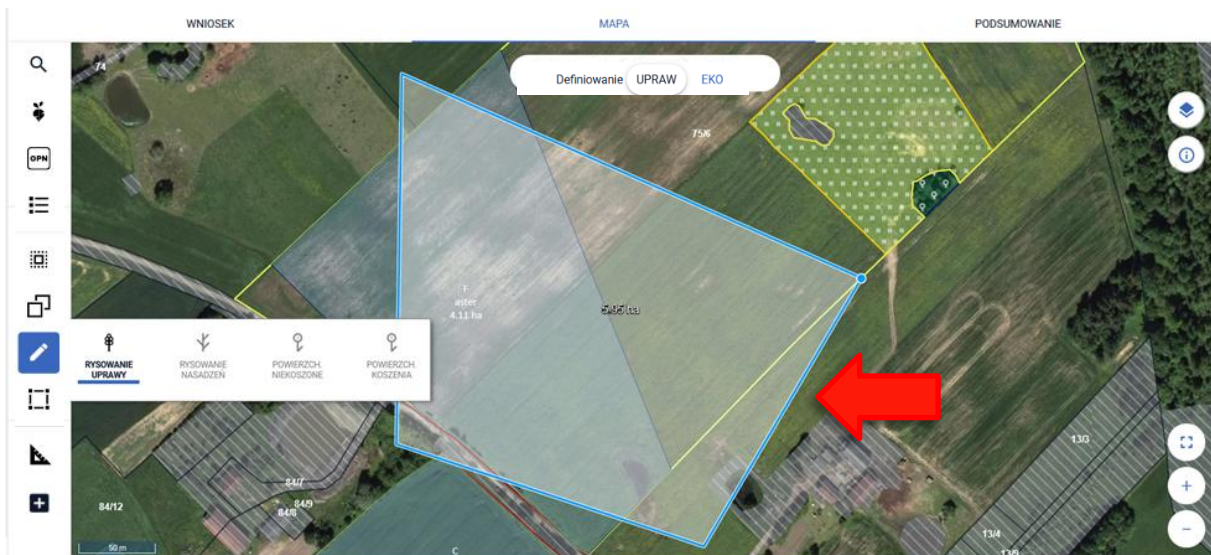 WNIOSEK
MAPA
PODSUMOWANIE
Definiowanie UPRAW EKO
74
75/6
OPN
F
aster
4.11 ha
5.95 ha
RYSOWANIE
UPRAWY
RYSOWANIE
NASADZEŃ
POWIERZCH.
NIEKOSZONE
POWIERZCH.
KOSZENIA
13/3
84/7
84/9
84/8
84/12
13/4
13/9
C
50 m